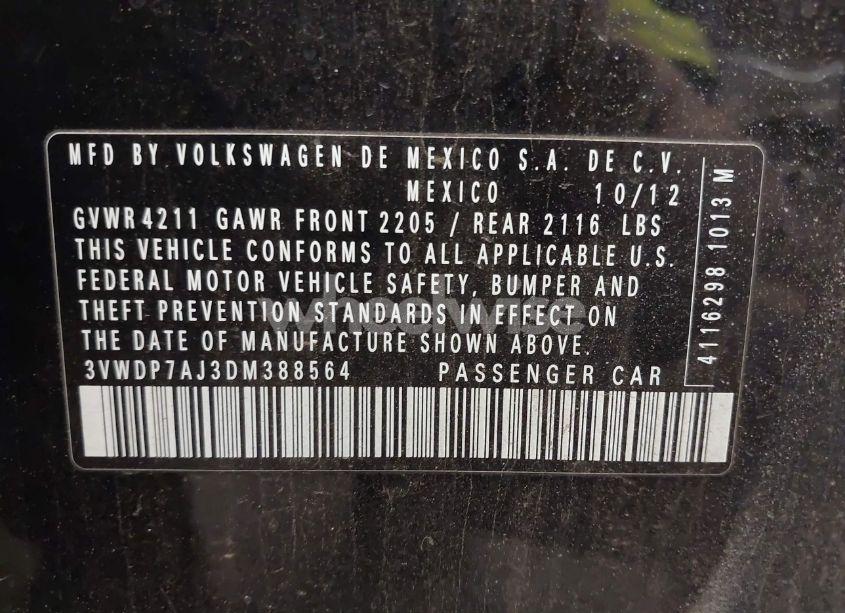 MFD BY VOLKSWAGEN DE MEXICO S.A. DE C.V.
MEXICO 10/12
GVWR 4211 GAWR FRONT 2205 / REAR 2116 LBS
THIS VEHICLE CONFORMS TO ALL APPLICABLE U.S.
FEDERAL MOTOR VEHICLE SAFETY, BUMPER AND
THEFT PREVENTION STANDARDS IN EFFECT ON
THE DATE OF MANUFACTURE SHOWN ABOVE.
3VWDP7AJ3DM388564 PASSENGER CAR
4116298 1013 M
wheelwise